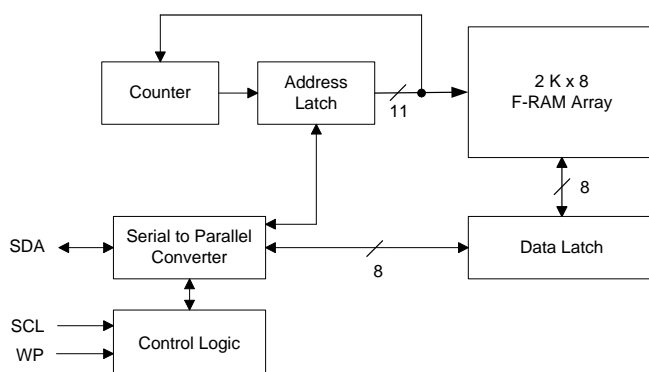 Counter
Address
Latch
11
2 K x 8
F-RAM Array
8
SDA
Serial to Parallel
Converter
8
Data Latch
SCL
WP
Control Logic